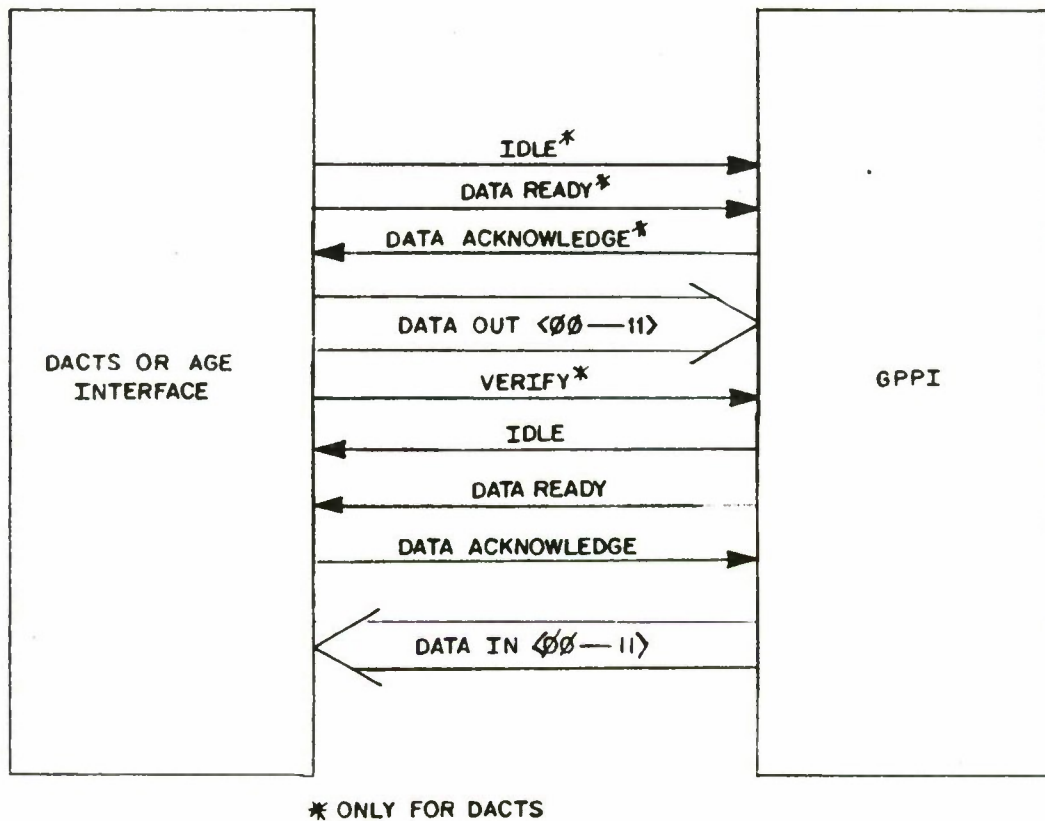 IDLE*
DATA READY*
DATA ACKNOWLEDGE*
DATA OUT <ØØ—11>
DACTS OR AGE
INTERFACE
GPPI
VERIFY*
IDLE
DATA READY
DATA ACKNOWLEDGE
DATA IN <ØØ—11>
* ONLY FOR DACTS